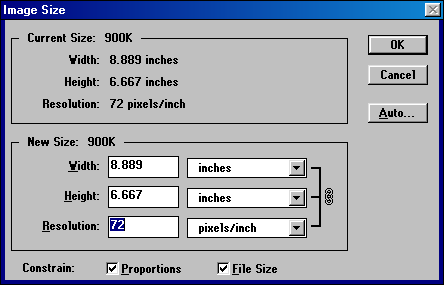 Image Size
Current Size: 900K
Width: 8.889 inches
Height: 6.667 inches
Resolution: 72 pixels/inch
OK
Cancel
Auto...
New Size: 900K
Width: 8.889 inches
Height: 6.667 inches
Resolution: 72 pixels/inch
Constrain: Proportions File Size